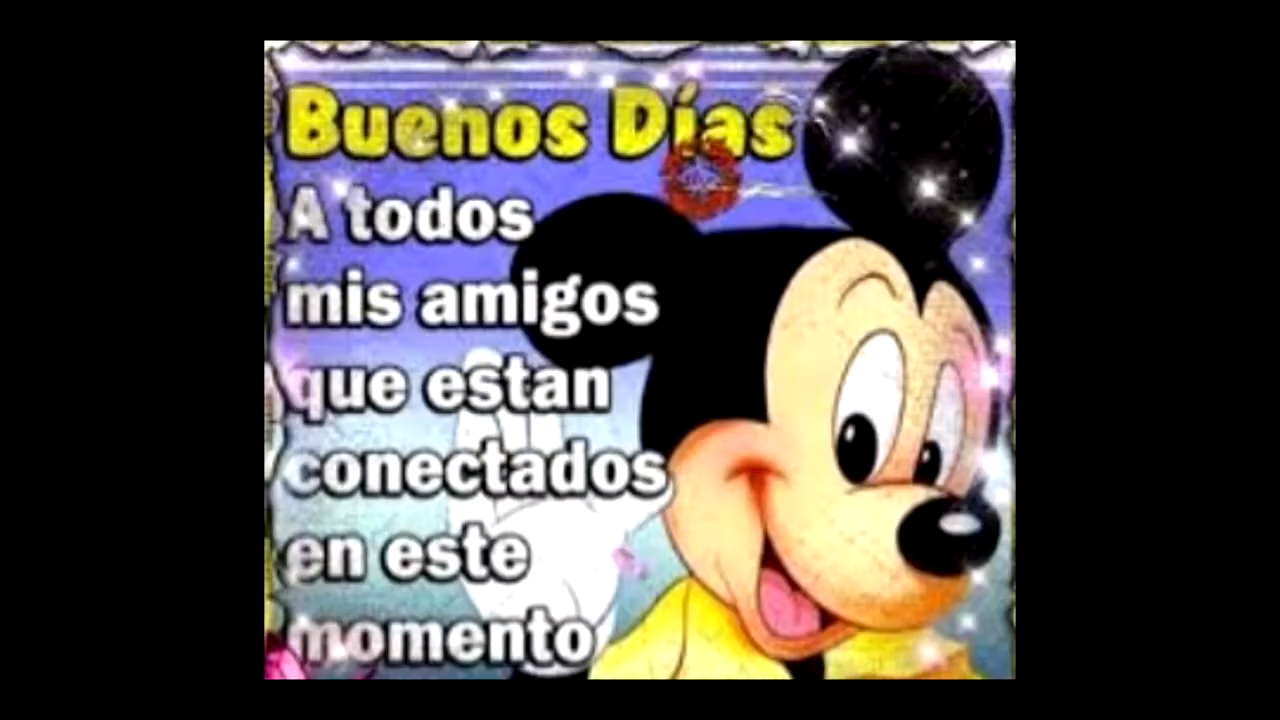 Buenos Días
A todos
mis amigos
que estan
conectados
en este
momento